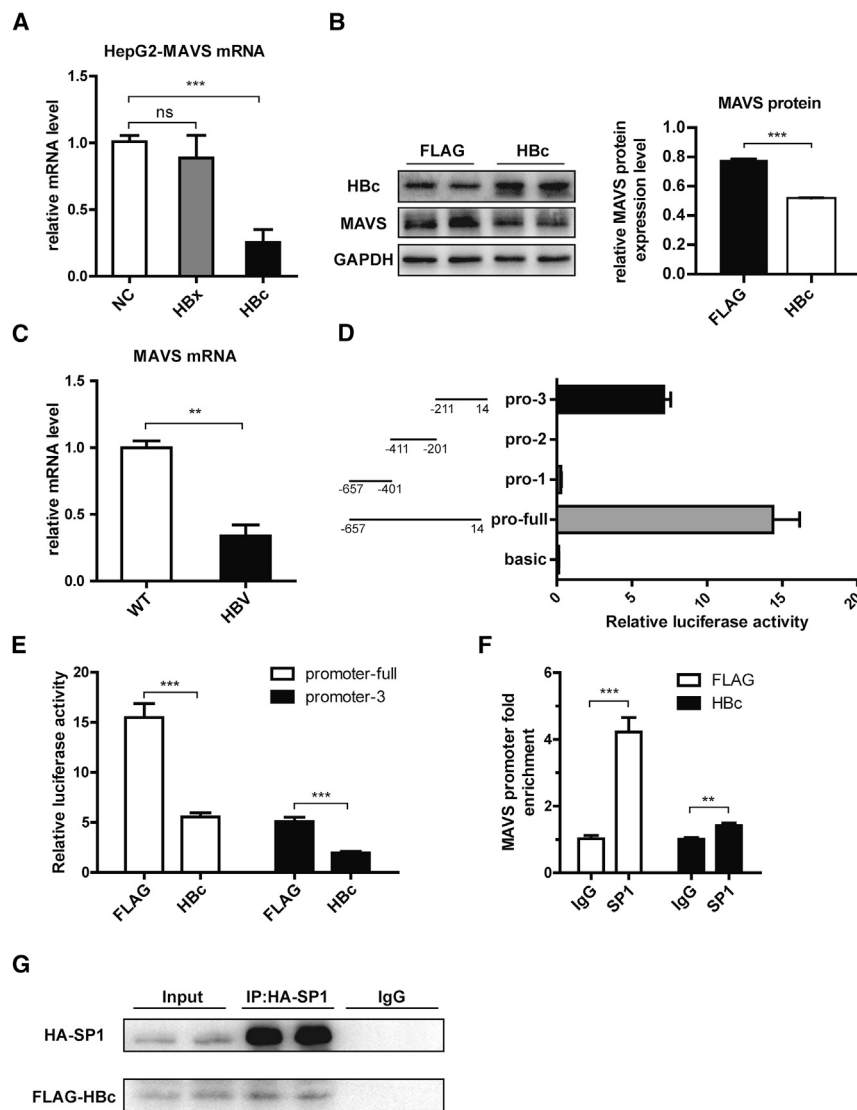 A
HepG2-MAVS mRNA
relative mRNA level
1.5
1.0
0.5
0.0
***
ns
NC
HBx
HBc
B
FLAG
HBc
HBc
MAVS
GAPDH
MAVS protein
relative MAVS protein
expression level
1.0
0.8
0.6
0.4
0.2
0.0
***
FLAG
HBc
C
MAVS mRNA
relative mRNA level
1.5
1.0
0.5
0.0
**
WT
HBV
D
-211 14
pro-3
-411 -201
pro-2
-657 -401
pro-1
-657 14
pro-full
basic
0 5 10 15 20
Relative luciferase activity
E
Relative luciferase activity
20
15
10
5
0
***
***
promoter-full
promoter-3
FLAG
HBc
FLAG
HBc
F
MAVS promoter fold
enrichment
6
4
2
0
***
**
FLAG
HBc
IgG
SP1
IgG
SP1
G
Input IP:HA-SP1 IgG
HA-SP1
FLAG-HBc